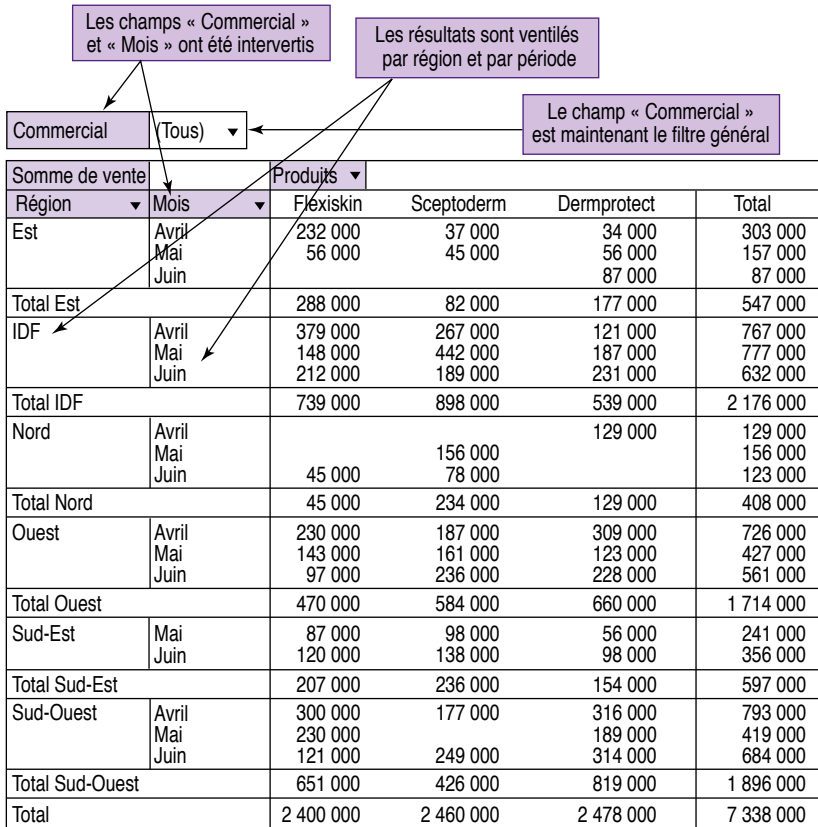 Les champs « Commercial »
et « Mois » ont été intervertis
Les résultats sont ventilés
par région et par période
Commercial (Tous)
Le champ « Commercial »
est maintenant le filtre général
Somme de vente Produits
Région Mois Flexiskin Sceptoderm Dermprotect Total
Est Avril 232 000 37 000 34 000 303 000
Mai 56 000 45 000 56 000 157 000
Juin 87 000 87 000
Total Est 288 000 82 000 177 000 547 000
IDF Avril 379 000 267 000 121 000 767 000
Mai 148 000 442 000 187 000 777 000
Juin 212 000 189 000 231 000 632 000
Total IDF 739 000 898 000 539 000 2 176 000
Nord Avril 129 000 129 000
Mai 156 000 156 000
Juin 45 000 78 000 123 000
Total Nord 45 000 234 000 129 000 408 000
Ouest Avril 230 000 187 000 309 000 726 000
Mai 143 000 161 000 123 000 427 000
Juin 97 000 236 000 228 000 561 000
Total Ouest 470 000 584 000 660 000 1 714 000
Sud-Est Mai 87 000 98 000 56 000 241 000
Juin 120 000 138 000 98 000 356 000
Total Sud-Est 207 000 236 000 154 000 597 000
Sud-Ouest Avril 300 000 177 000 316 000 793 000
Mai 230 000 189 000 419 000
Juin 121 000 249 000 314 000 684 000
Total Sud-Ouest 651 000 426 000 819 000 1 896 000
Total 2 400 000 2 460 000 2 478 000 7 338 000